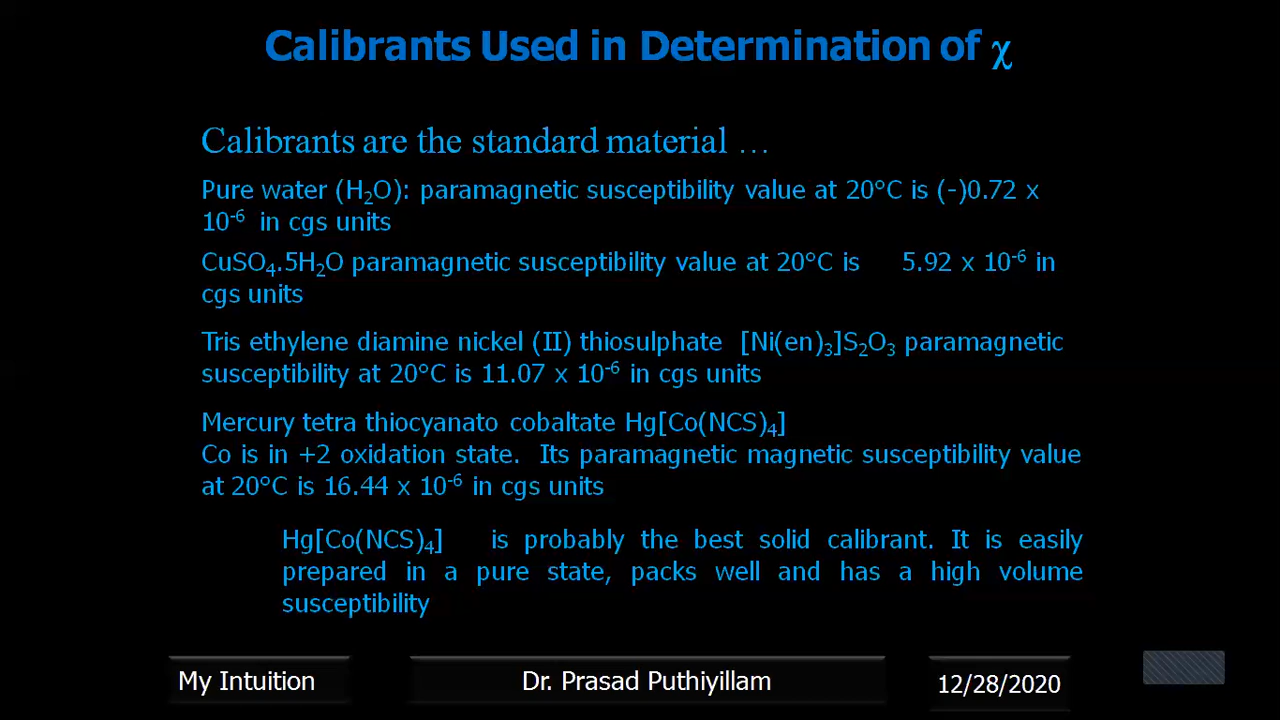 Calibrants Used in Determination of χ
Calibrants are the standard material …
Pure water (H₂O): paramagnetic susceptibility value at 20°C is (-)0.72 x
10⁻⁶ in cgs units
CuSO₄.5H₂O paramagnetic susceptibility value at 20°C is 5.92 x 10⁻⁶ in
cgs units
Tris ethylene diamine nickel (II) thiosulphate [Ni(en)₃]S₂O₃ paramagnetic
susceptibility at 20°C is 11.07 x 10⁻⁶ in cgs units
Mercury tetra thiocyanato cobaltate Hg[Co(NCS)₄]
Co is in +2 oxidation state. Its paramagnetic magnetic susceptibility value
at 20°C is 16.44 x 10⁻⁶ in cgs units
Hg[Co(NCS)₄] is probably the best solid calibrant. It is easily
prepared in a pure state, packs well and has a high volume
susceptibility
My Intuition
Dr. Prasad Puthiyillam
12/28/2020